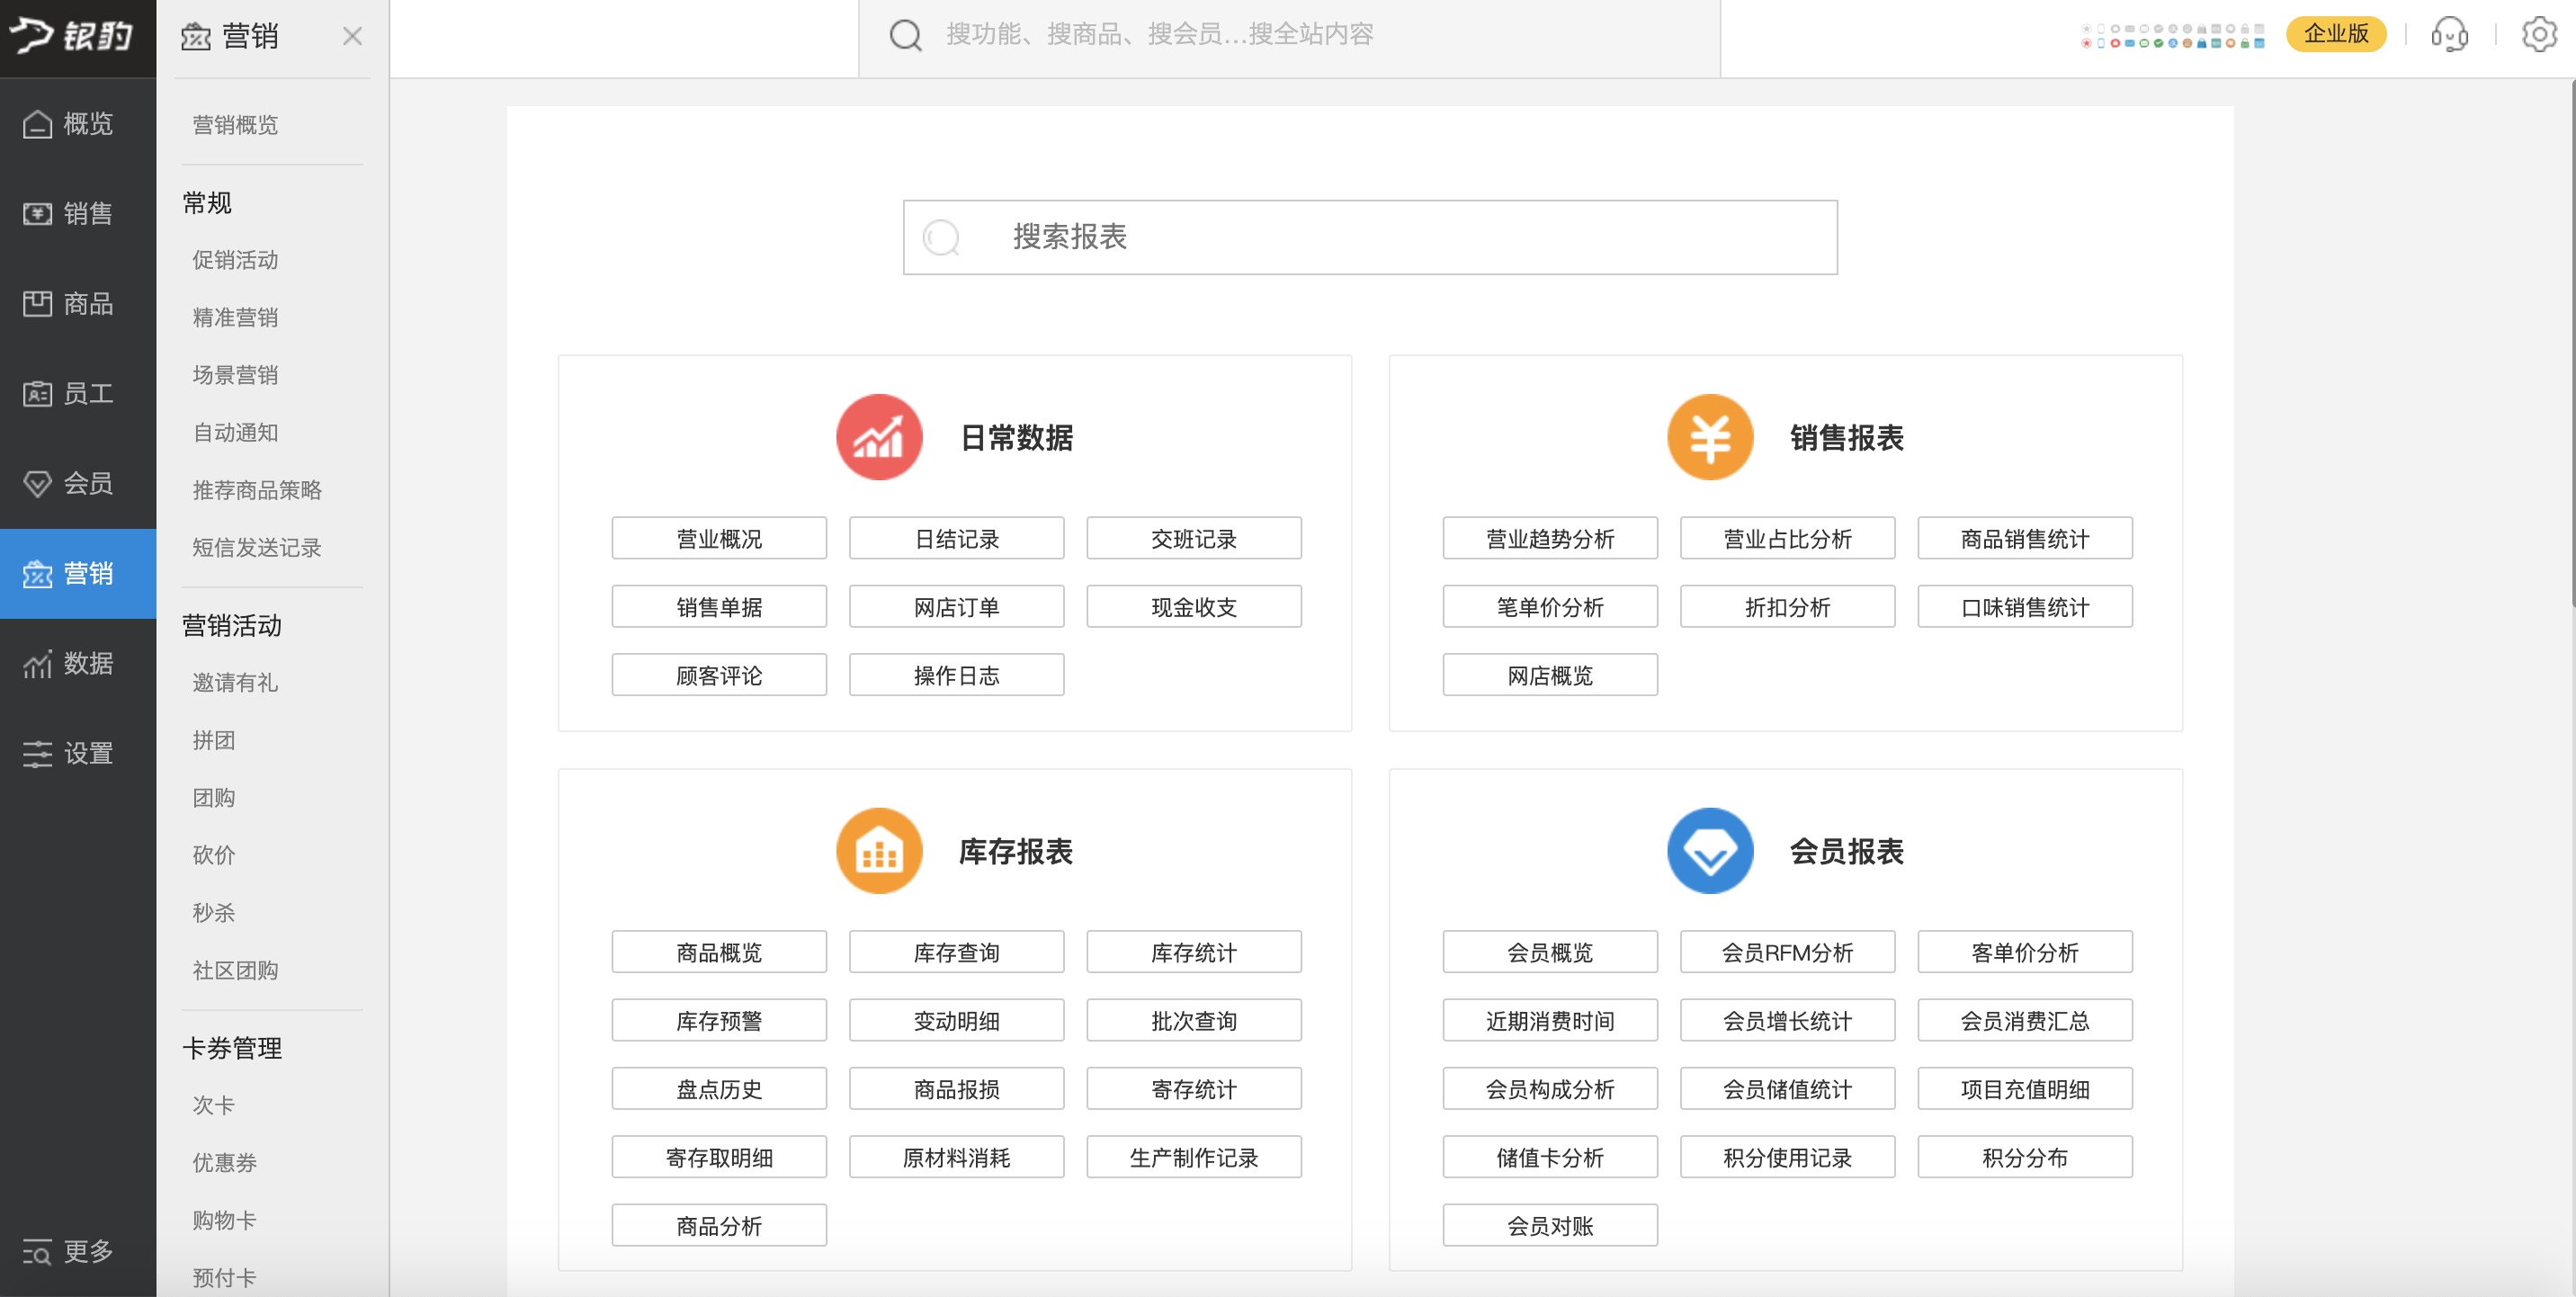 银豹
概览
销售
商品
员工
会员
营销
数据
设置
更多
营销
营销概览
常规
促销活动
精准营销
场景营销
自动通知
推荐商品策略
短信发送记录
营销活动
邀请有礼
拼团
团购
砍价
秒杀
社区团购
卡券管理
次卡
优惠券
购物卡
预付卡
搜功能、搜商品、搜会员...搜全站内容
企业版
搜索报表
日常数据
营业概况 日结记录 交班记录
销售单据 网店订单 现金收支
顾客评论 操作日志
销售报表
营业趋势分析 营业占比分析 商品销售统计
笔单价分析 折扣分析 口味销售统计
网店概览
库存报表
商品概览 库存查询 库存统计
库存预警 变动明细 批次查询
盘点历史 商品报损 寄存统计
寄存取明细 原材料消耗 生产制作记录
商品分析
会员报表
会员概览 会员RFM分析 客单价分析
近期消费时间 会员增长统计 会员消费汇总
会员构成分析 会员储值统计 项目充值明细
储值卡分析 积分使用记录 积分分布
会员对账